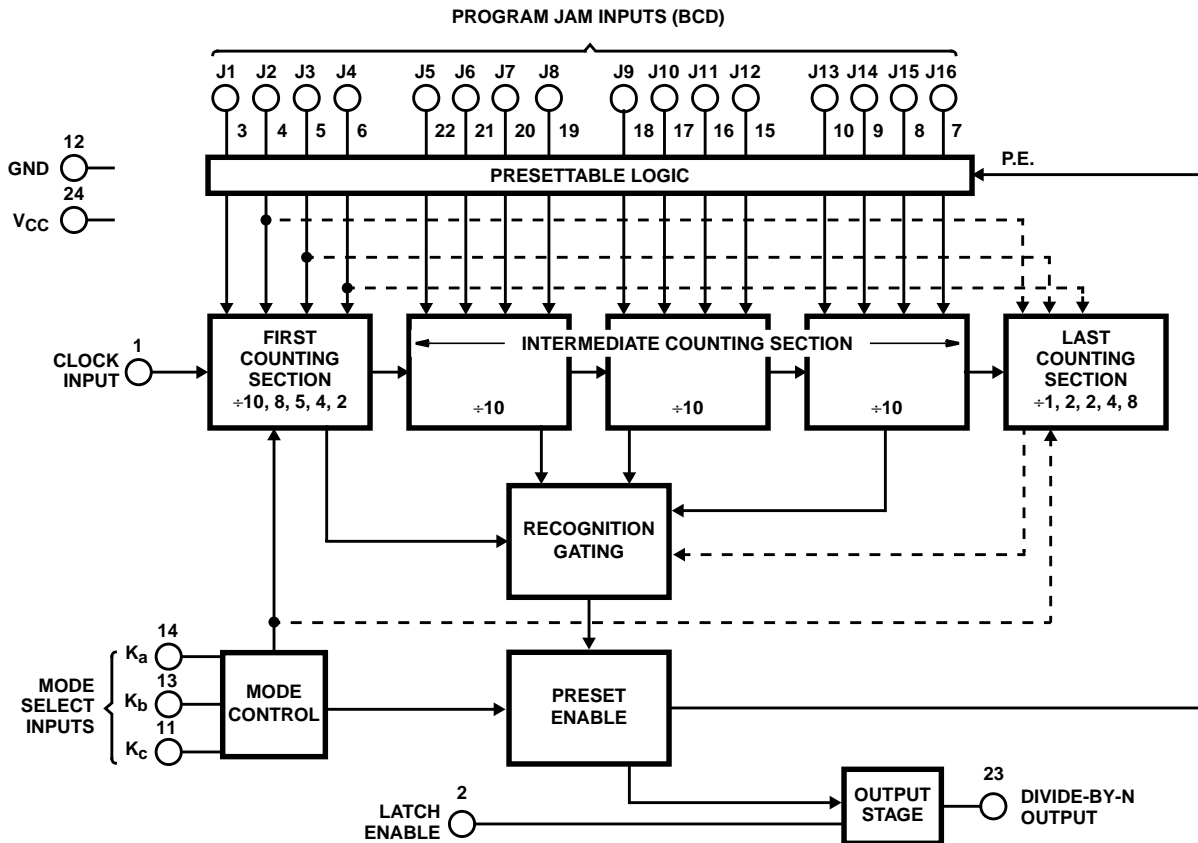 PROGRAM JAM INPUTS (BCD)
J1 J2 J3 J4 J5 J6 J7 J8 J9 J10 J11 J12 J13 J14 J15 J16
3 4 5 6 22 21 20 19 18 17 16 15 10 9 8 7
12
GND
24
VCC
PRESETTABLE LOGIC
P.E.
1
CLOCK
INPUT
FIRST
COUNTING
SECTION
÷10, 8, 5, 4, 2
INTERMEDIATE COUNTING SECTION
÷10 ÷10 ÷10
LAST
COUNTING
SECTION
÷1, 2, 2, 4, 8
RECOGNITION
GATING
MODE
SELECT
INPUTS
14
Ka
13
Kb
11
Kc
MODE
CONTROL
PRESET
ENABLE
2
LATCH
ENABLE
OUTPUT
STAGE
23
DIVIDE-BY-N
OUTPUT